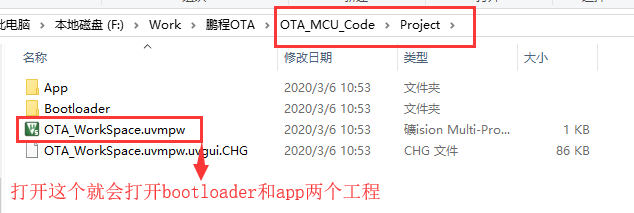 此电脑 > 本地磁盘 (F:) > Work > 鹏程OTA > OTA_MCU_Code > Project >
名称 修改日期 类型 大小
App 2020/3/6 10:53 文件夹
Bootloader 2020/3/6 10:53 文件夹
OTA_WorkSpace.uvmpw 2020/3/6 10:53 礦ision Multi-Pro... 1 KB
OTA_WorkSpace.uvmpw.uvgui.CHG 2020/3/6 10:53 CHG 文件 86 KB
打开这个就会打开bootloader和app两个工程